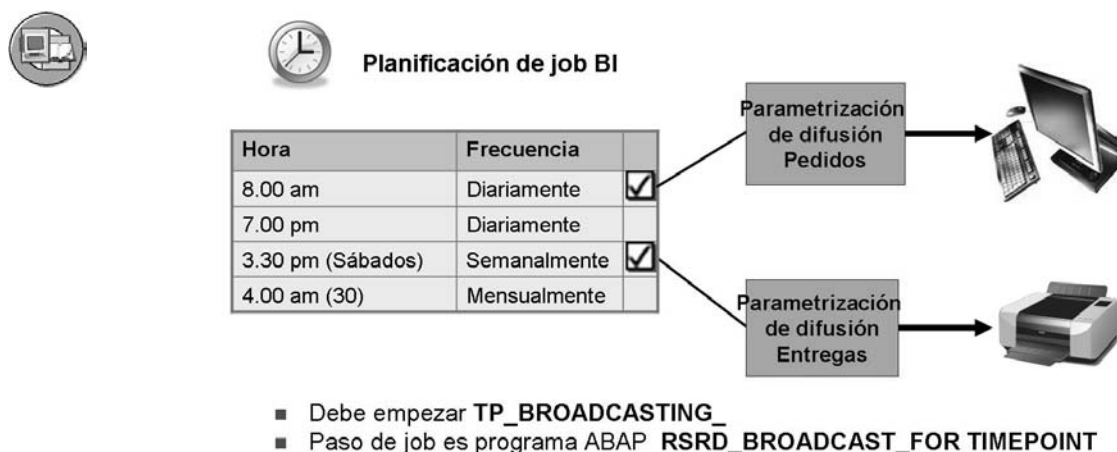 Planificación de job BI
Hora Frecuencia
8.00 am Diariamente
7.00 pm Diariamente
3.30 pm (Sábados) Semanalmente
4.00 am (30) Mensualmente
Parametrización
de difusión
Pedidos
Parametrización
de difusión
Entregas
Debe empezar TP_BROADCASTING_
Paso de job es programa ABAP RSRD_BROADCAST_FOR TIMEPOINT